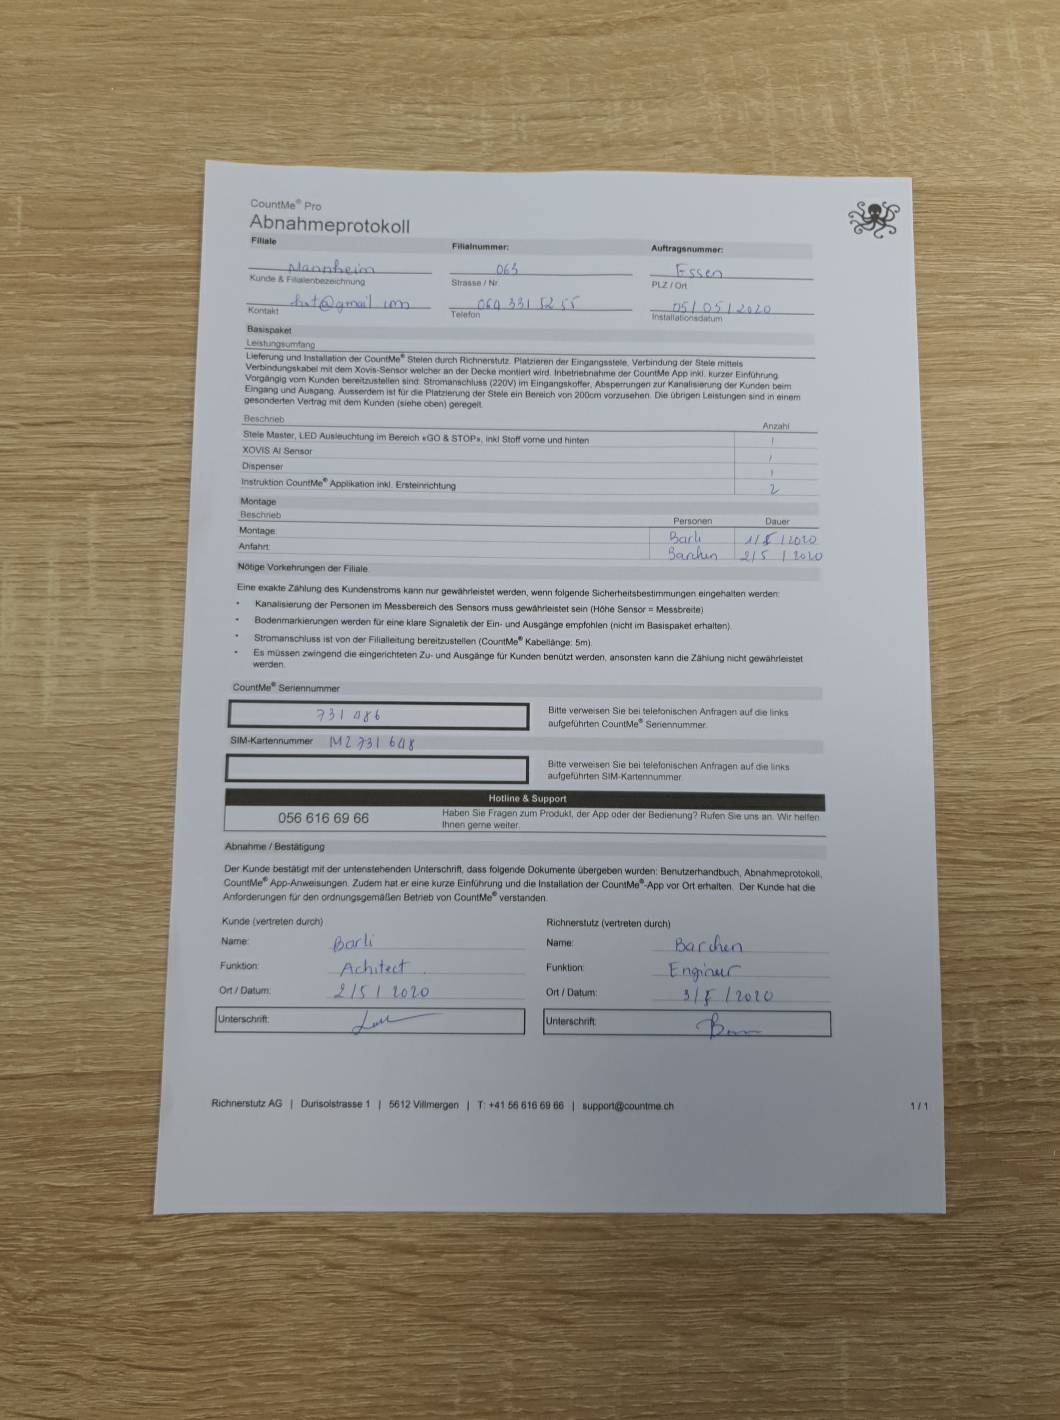 CountMe® Pro
Abnahmeprotokoll
Filiale Filialnummer: Auftragsnummer:
Mannheim 063 Essen
Kunde & Filialenbezeichnung Strasse / Nr. PLZ / Ort
@gmail 05/05/2020
Kontakt Telefon Installationsdatum
Basispaket
Leistungsumfang
Lieferung und Installation der CountMe® Stelen durch Richnerstutz. Platzieren der Eingangsstele. Verbindung der Stele mittels
Verbindungskabel mit dem Xovis-Sensor welcher an der Decke montiert wird. Inbetriebnahme der CountMe App inkl. kurzer Einführung.
Vorgängig vom Kunden bereitzustellen sind: Stromanschluss (220V) im Eingangskoffer, Absperrungen zur Kanalisierung der Kunden beim
Eingang und Ausgang. Ausserdem ist für die Platzierung der Stele ein Bereich von 200cm vorzusehen. Die übrigen Leistungen sind in einem
gesonderten Vertrag mit dem Kunden (siehe oben) geregelt.
Beschrieb Anzahl
Stele Master, LED Ausleuchtung im Bereich «GO & STOP», inkl Stoff vorne und hinten 1
XOVIS AI Sensor 1
Dispenser 1
Instruktion CountMe® Applikation inkl. Ersteinrichtung 2
Montage
Beschrieb Personen Dauer
Montage: Barli 1/5/2020
Anfahrt: Barchen 2/5/2020
Nötige Vorkehrungen der Filiale
Eine exakte Zählung des Kundenstroms kann nur gewährleistet werden, wenn folgende Sicherheitsbestimmungen eingehalten werden:
• Kanalisierung der Personen im Messbereich des Sensors muss gewährleistet sein (Höhe Sensor = Messbreite)
• Bodenmarkierungen werden für eine klare Signaletik der Ein- und Ausgänge empfohlen (nicht im Basispaket erhalten).
• Stromanschluss ist von der Filialleitung bereitzustellen (CountMe® Kabellänge: 5m).
• Es müssen zwingend die eingerichteten Zu- und Ausgänge für Kunden benützt werden, ansonsten kann die Zählung nicht gewährleistet
werden.
CountMe® Seriennummer
Bitte verweisen Sie bei telefonischen Anfragen auf die links
aufgeführten CountMe® Seriennummer.
SIM-Kartennummer
Bitte verweisen Sie bei telefonischen Anfragen auf die links
aufgeführten SIM-Kartennummer.
Hotline & Support
056 616 69 66 Haben Sie Fragen zum Produkt, der App oder der Bedienung? Rufen Sie uns an. Wir helfen
Ihnen gerne weiter.
Abnahme / Bestätigung
Der Kunde bestätigt mit der untenstehenden Unterschrift, dass folgende Dokumente übergeben wurden: Benutzerhandbuch, Abnahmeprotokoll,
CountMe® App-Anweisungen. Zudem hat er eine kurze Einführung und die Installation der CountMe®-App vor Ort erhalten. Der Kunde hat die
Anforderungen für den ordnungsgemäßen Betrieb von CountMe® verstanden.
Kunde (vertreten durch) Richnerstutz (vertreten durch)
Name: Barli Name: Barchen
Funktion: Achitect Funktion: Engineur
Ort / Datum: 2/5/2020 Ort / Datum: 3/5/2020
Unterschrift: Unterschrift:
Richnerstutz AG | Durisolstrasse 1 | 5612 Villmergen | T: +41 56 616 69 66 | support@countme.ch 1 / 1